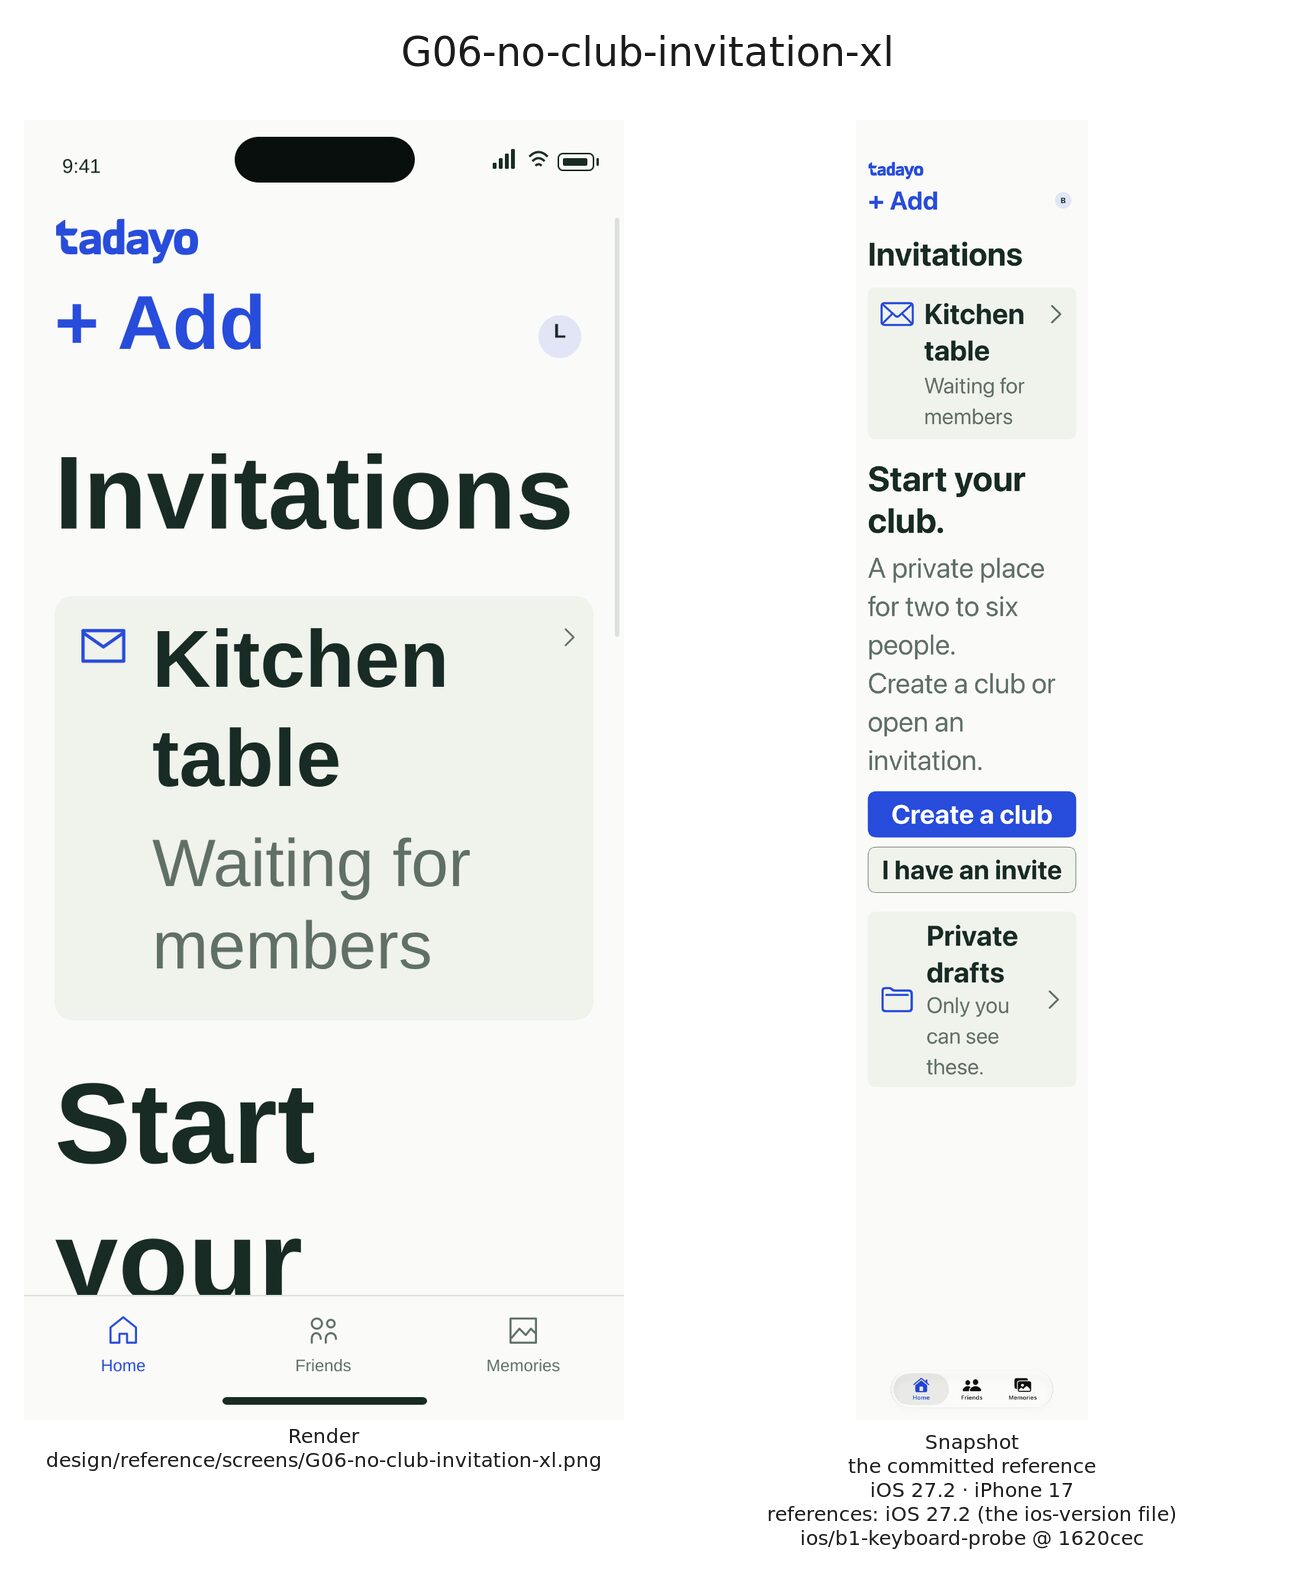 G06-no-club-invitation-xl
9:41
tadayo
+ Add
L
Invitations
Kitchen
table
Waiting for
members
Start
your
Home
Friends
Memories
Render
design/reference/screens/G06-no-club-invitation-xl.png
tadayo
+ Add
B
Invitations
Kitchen
table
Waiting for
members
Start your
club.
A private place
for two to six
people.
Create a club or
open an
invitation.
Create a club
I have an invite
Private
drafts
Only you
can see
these.
Home
Friends
Memories
Snapshot
the committed reference
iOS 27.2 · iPhone 17
references: iOS 27.2 (the ios-version file)
ios/b1-keyboard-probe @ 1620cec